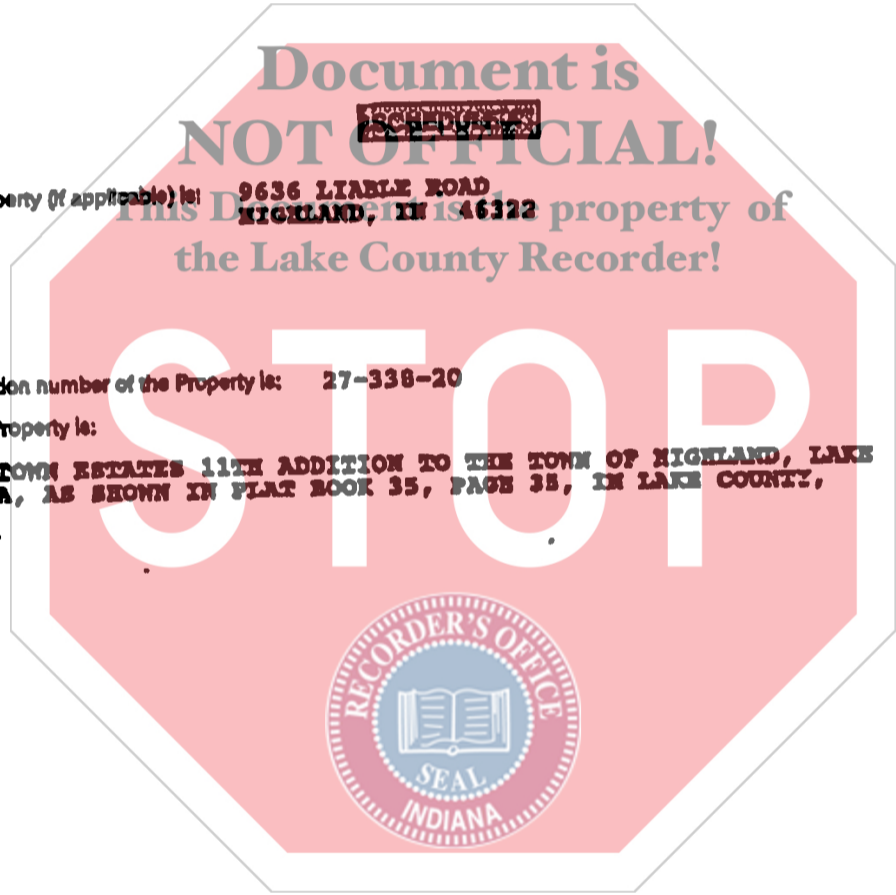 Document is
NOT OFFICIAL!
perty (if applicable) is: 9636 LIABLE ROAD
This Document is the property of
HIGHLAND, IN 46322
the Lake County Recorder!
STOP
ion number of the Property is: 27-338-20
roperty is:
TOWN ESTATES 11TH ADDITION TO THE TOWN OF HIGHLAND, LAKE
A, AS SHOWN IN PLAT BOOK 35, PAGE 35, IN LAKE COUNTY,
RECORDER'S OFFICE
SEAL
INDIANA